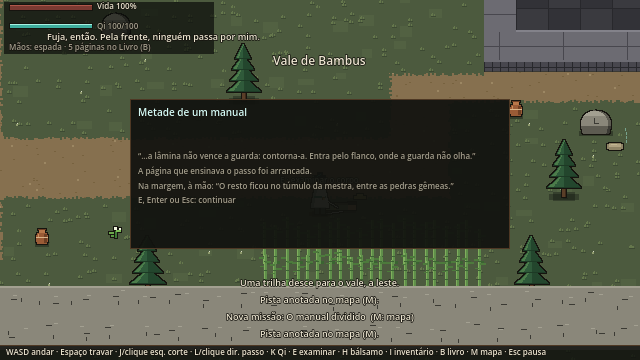 Vida 100%
Qi 100/100
Fuja, então. Pela frente, ninguém passa por mim.
Mãos: espada · 5 páginas no Livro (B)
Vale de Bambus
Metade de um manual
“…a lâmina não vence a guarda: contorna-a. Entra pelo flanco, onde a guarda não olha.”
A página que ensinava o passo foi arrancada.
Na margem, à mão: “O resto ficou no túmulo da mestra, entre as pedras gêmeas.”
E, Enter ou Esc: continuar
Uma trilha desce para o vale, a leste.
Pista anotada no mapa (M).
Nova missão: O manual dividido (M: mapa)
Pista anotada no mapa (M).
WASD andar · Espaço travar · J/clique esq. corte · L/clique dir. passo · K Qi · E examinar · H bálsamo · I inventário · B livro · M mapa · Esc pausa